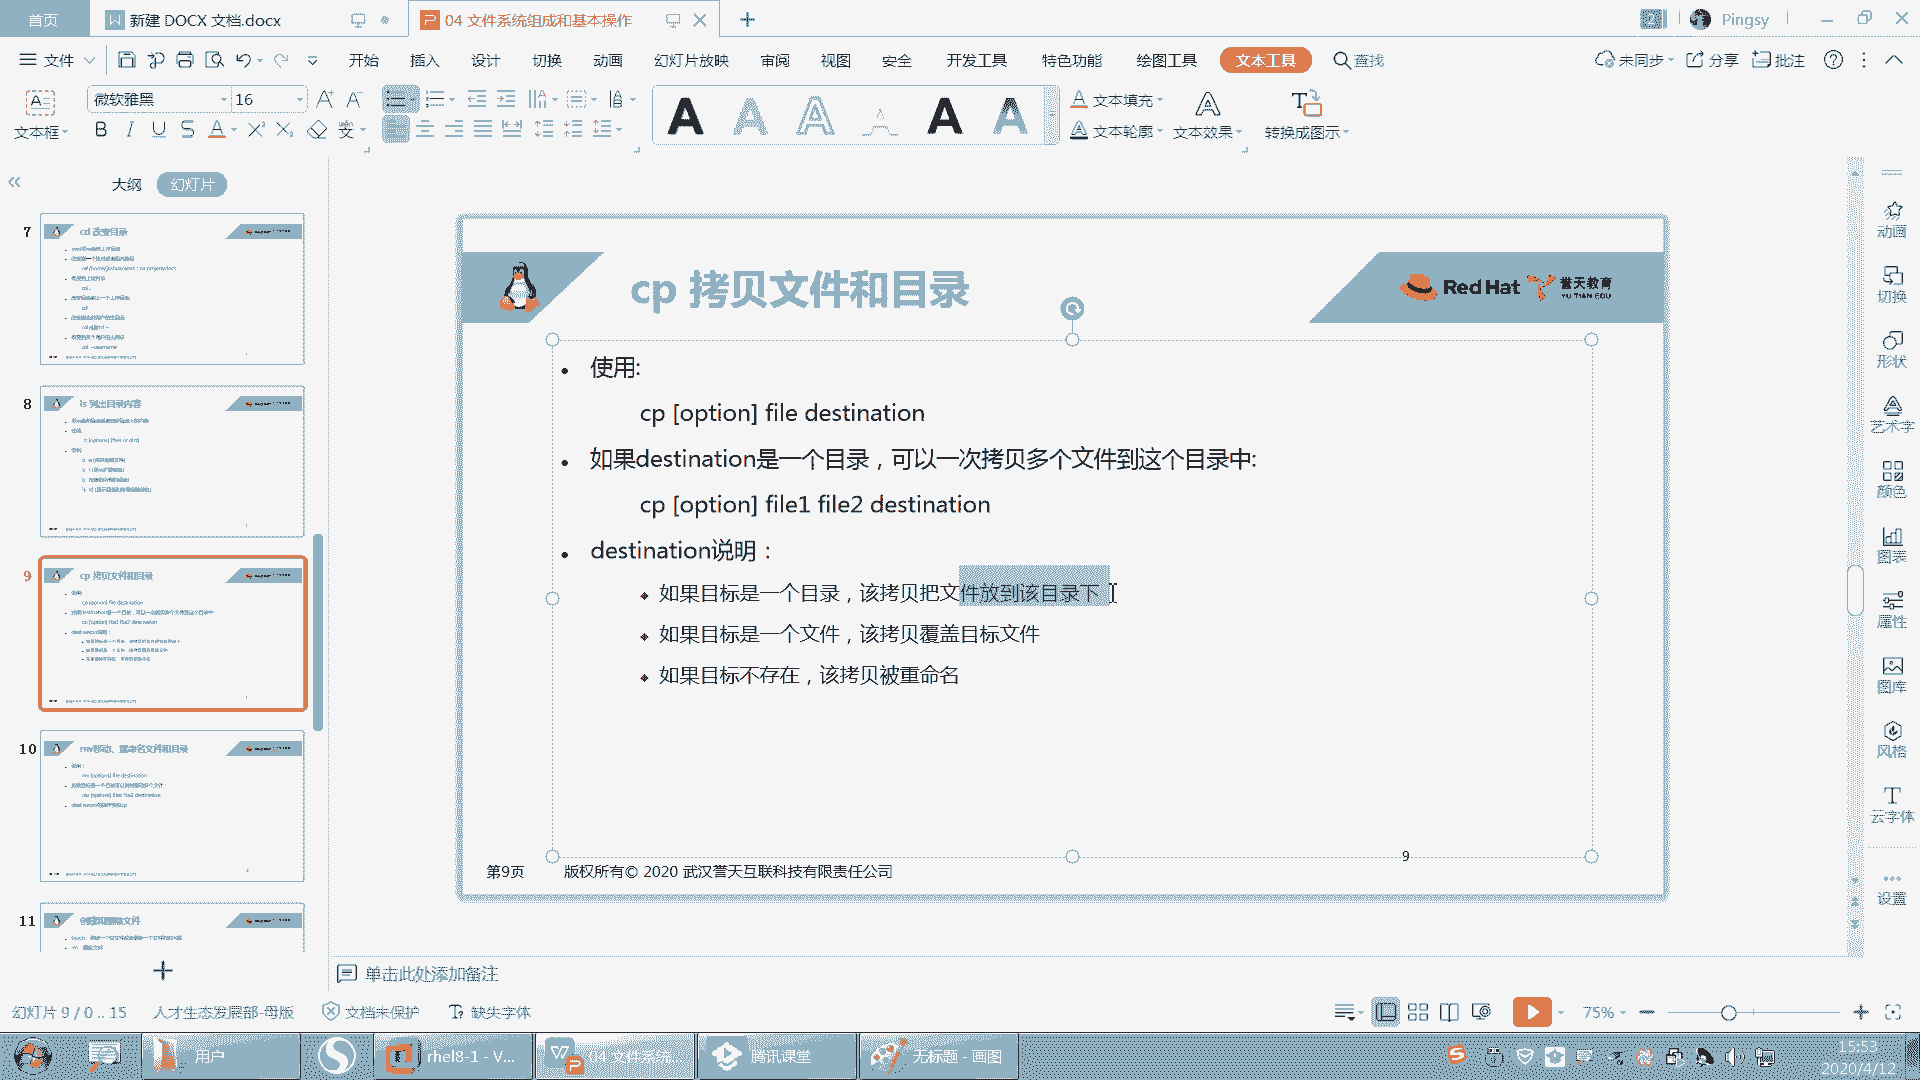 首页
新建 DOCX 文档.docx
04 文件系统组成和基本操作
Pingsy
文件
开始 插入 设计 切换 动画 幻灯片放映 审阅 视图 安全 开发工具 特色功能 绘图工具 文本工具 查找
未同步 分享 批注
文本框
微软雅黑 16
文本填充
文本轮廓 文本效果 转换成图示
大纲 幻灯片
7
cd 改变目录
8
ls 列出目录内容
9
cp 拷贝文件和目录
10
mv移动、重命名文件和目录
11
创建和删除文件
cp 拷贝文件和目录
Red Hat 誉天教育
YU TIAN EDU
使用:
cp [option] file destination
如果destination是一个目录，可以一次拷贝多个文件到这个目录中:
cp [option] file1 file2 destination
destination说明：
如果目标是一个目录，该拷贝把文件放到该目录下
如果目标是一个文件，该拷贝覆盖目标文件
如果目标不存在，该拷贝被重命名
9
第9页 版权所有© 2020 武汉誉天互联科技有限责任公司
动画
切换
形状
艺术字
颜色
图表
属性
图库
风格
云字体
设置
单击此处添加备注
幻灯片 9 / 0 .. 15 人才生态发展部-母版 文档未保护 缺失字体
75%
用户
rhel8-1 - V...
04 文件系统...
腾讯课堂
无标题 - 画图
15:53
2020/4/12